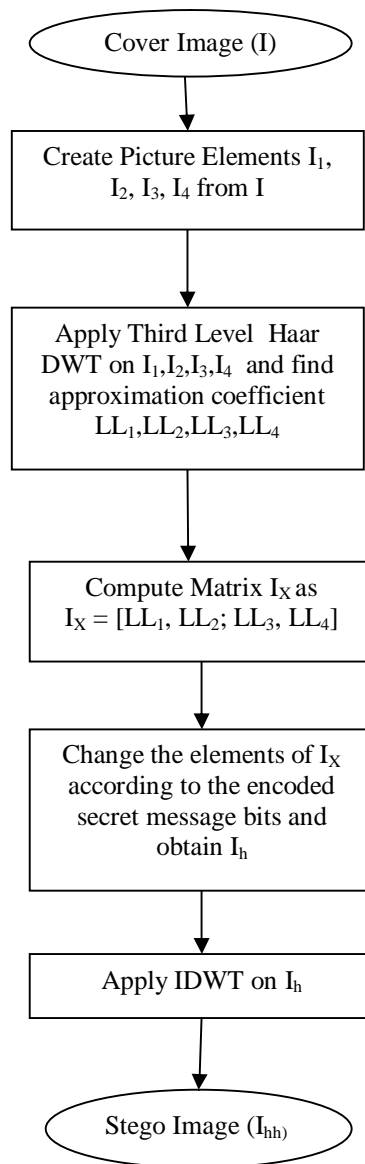 Cover Image (I)
Create Picture Elements I₁,
I₂, I₃, I₄ from I
Apply Third Level Haar
DWT on I₁,I₂,I₃,I₄ and find
approximation coefficient
LL₁,LL₂,LL₃,LL₄
Compute Matrix Iₓ as
Iₓ = [LL₁, LL₂; LL₃, LL₄]
Change the elements of Iₓ
according to the encoded
secret message bits and
obtain Iₕ
Apply IDWT on Iₕ
Stego Image (Iₕₕ)